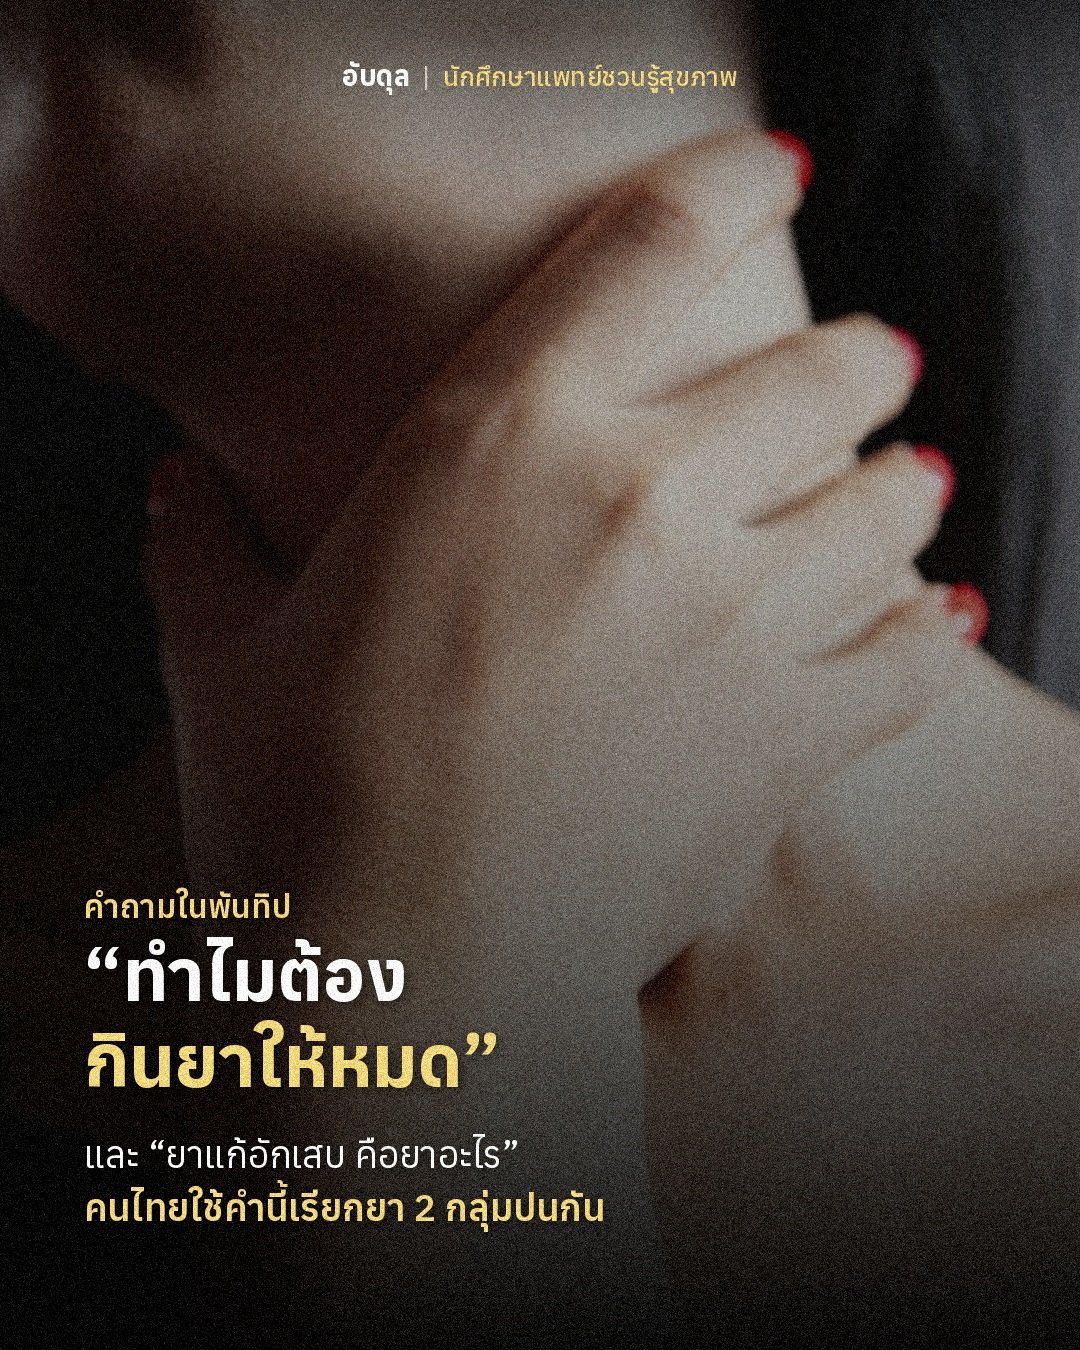 อับดุล | นักศึกษาแพทย์ชวนรู้สุขภาพ
คำถามในพันทิป
“ทำไมต้อง
กินยาให้หมด”
และ “ยาแก้อักเสบ คือยาอะไร”
คนไทยใช้คำนี้เรียกยา 2 กลุ่มปนกัน